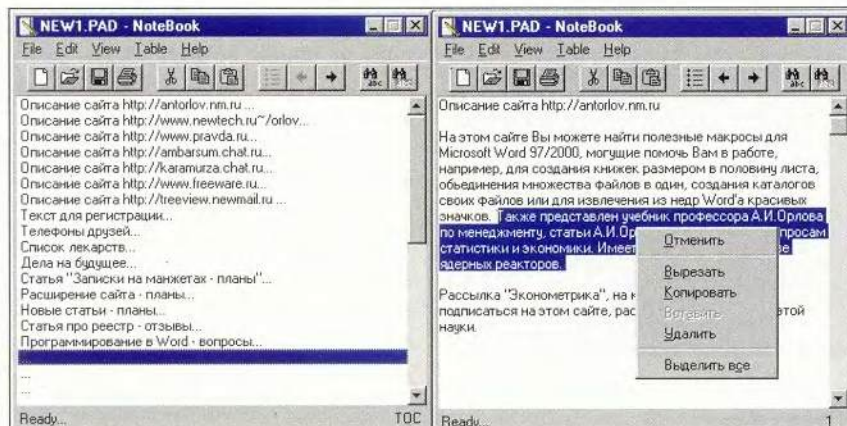 NEW1.PAD - NoteBook
File Edit View Table Help
Описание сайта http://antorlov.nm.ru ...
Описание сайта http://www.newtech.ru~/orlov...
Описание сайта http://www.pravda.ru...
Описание сайта http://ambarsum.chat.ru...
Описание сайта http://karamurza.chat.ru...
Описание сайта http://www.freeware.ru...
Описание сайта http://treeview.newmail.ru ...
Текст для регистрации...
Телефоны друзей...
Список лекарств...
Дела на будущее...
Статья "Записки на манжетах - планы"...
Расширение сайта - планы...
Новые статьи - планы...
Статья про реестр - отзывы...
Программирование в Word - вопросы...
...
...
...
Ready...
TOC
NEW1.PAD - NoteBook
File Edit View Table Help
Описание сайта http://antorlov.nm.ru
На этом сайте Вы можете найти полезные макросы для
Microsoft Word 97/2000, могущие помочь Вам в работе,
например, для создания книжек размером в половину листа,
объединения множества файлов в один, создания каталогов
своих файлов или для извлечения из недр Word'а красивых
значков. Также представлен учебник профессора А.И.Орлова
по менеджменту, статьи А.И.Ор просам
статистики и экономики. Имеет
ядерных реакторов.
Рассылка "Эконометрика", на к
подписаться на этом сайте, рас этой
науки.
Отменить
Вырезать
Копировать
Вставить
Удалить
Выделить все
Ready...
1